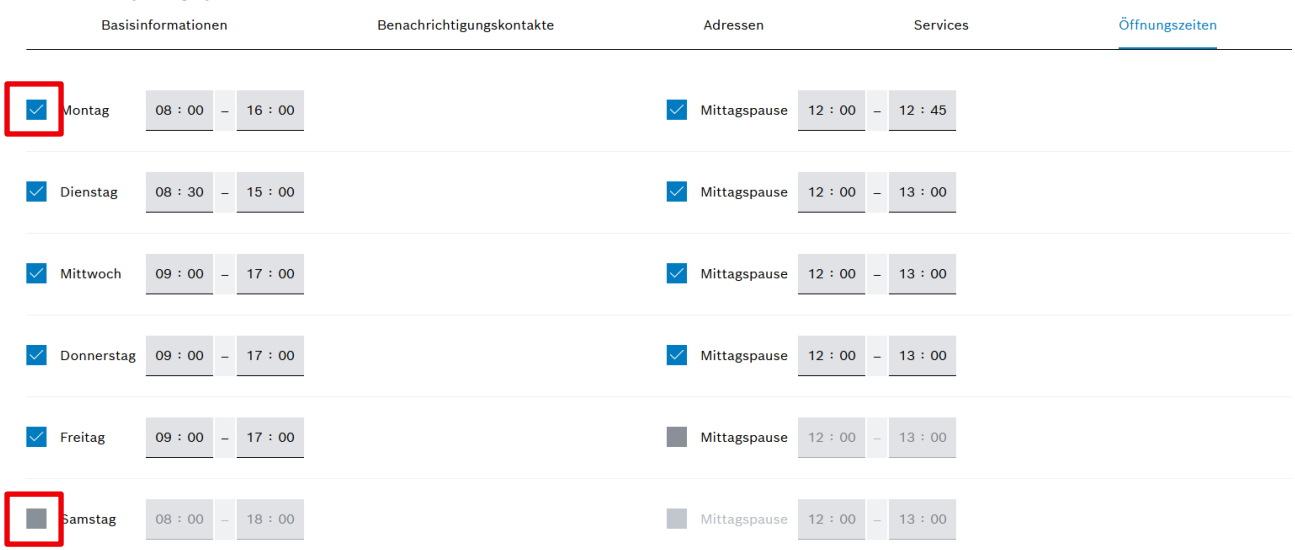 Basisinformationen Benachrichtigungskontakte Adressen Services Öffnungszeiten
Montag 08 : 00 – 16 : 00 Mittagspause 12 : 00 – 12 : 45
Dienstag 08 : 30 – 15 : 00 Mittagspause 12 : 00 – 13 : 00
Mittwoch 09 : 00 – 17 : 00 Mittagspause 12 : 00 – 13 : 00
Donnerstag 09 : 00 – 17 : 00 Mittagspause 12 : 00 – 13 : 00
Freitag 09 : 00 – 17 : 00 Mittagspause 12 : 00 – 13 : 00
Samstag 08 : 00 – 18 : 00 Mittagspause 12 : 00 – 13 : 00